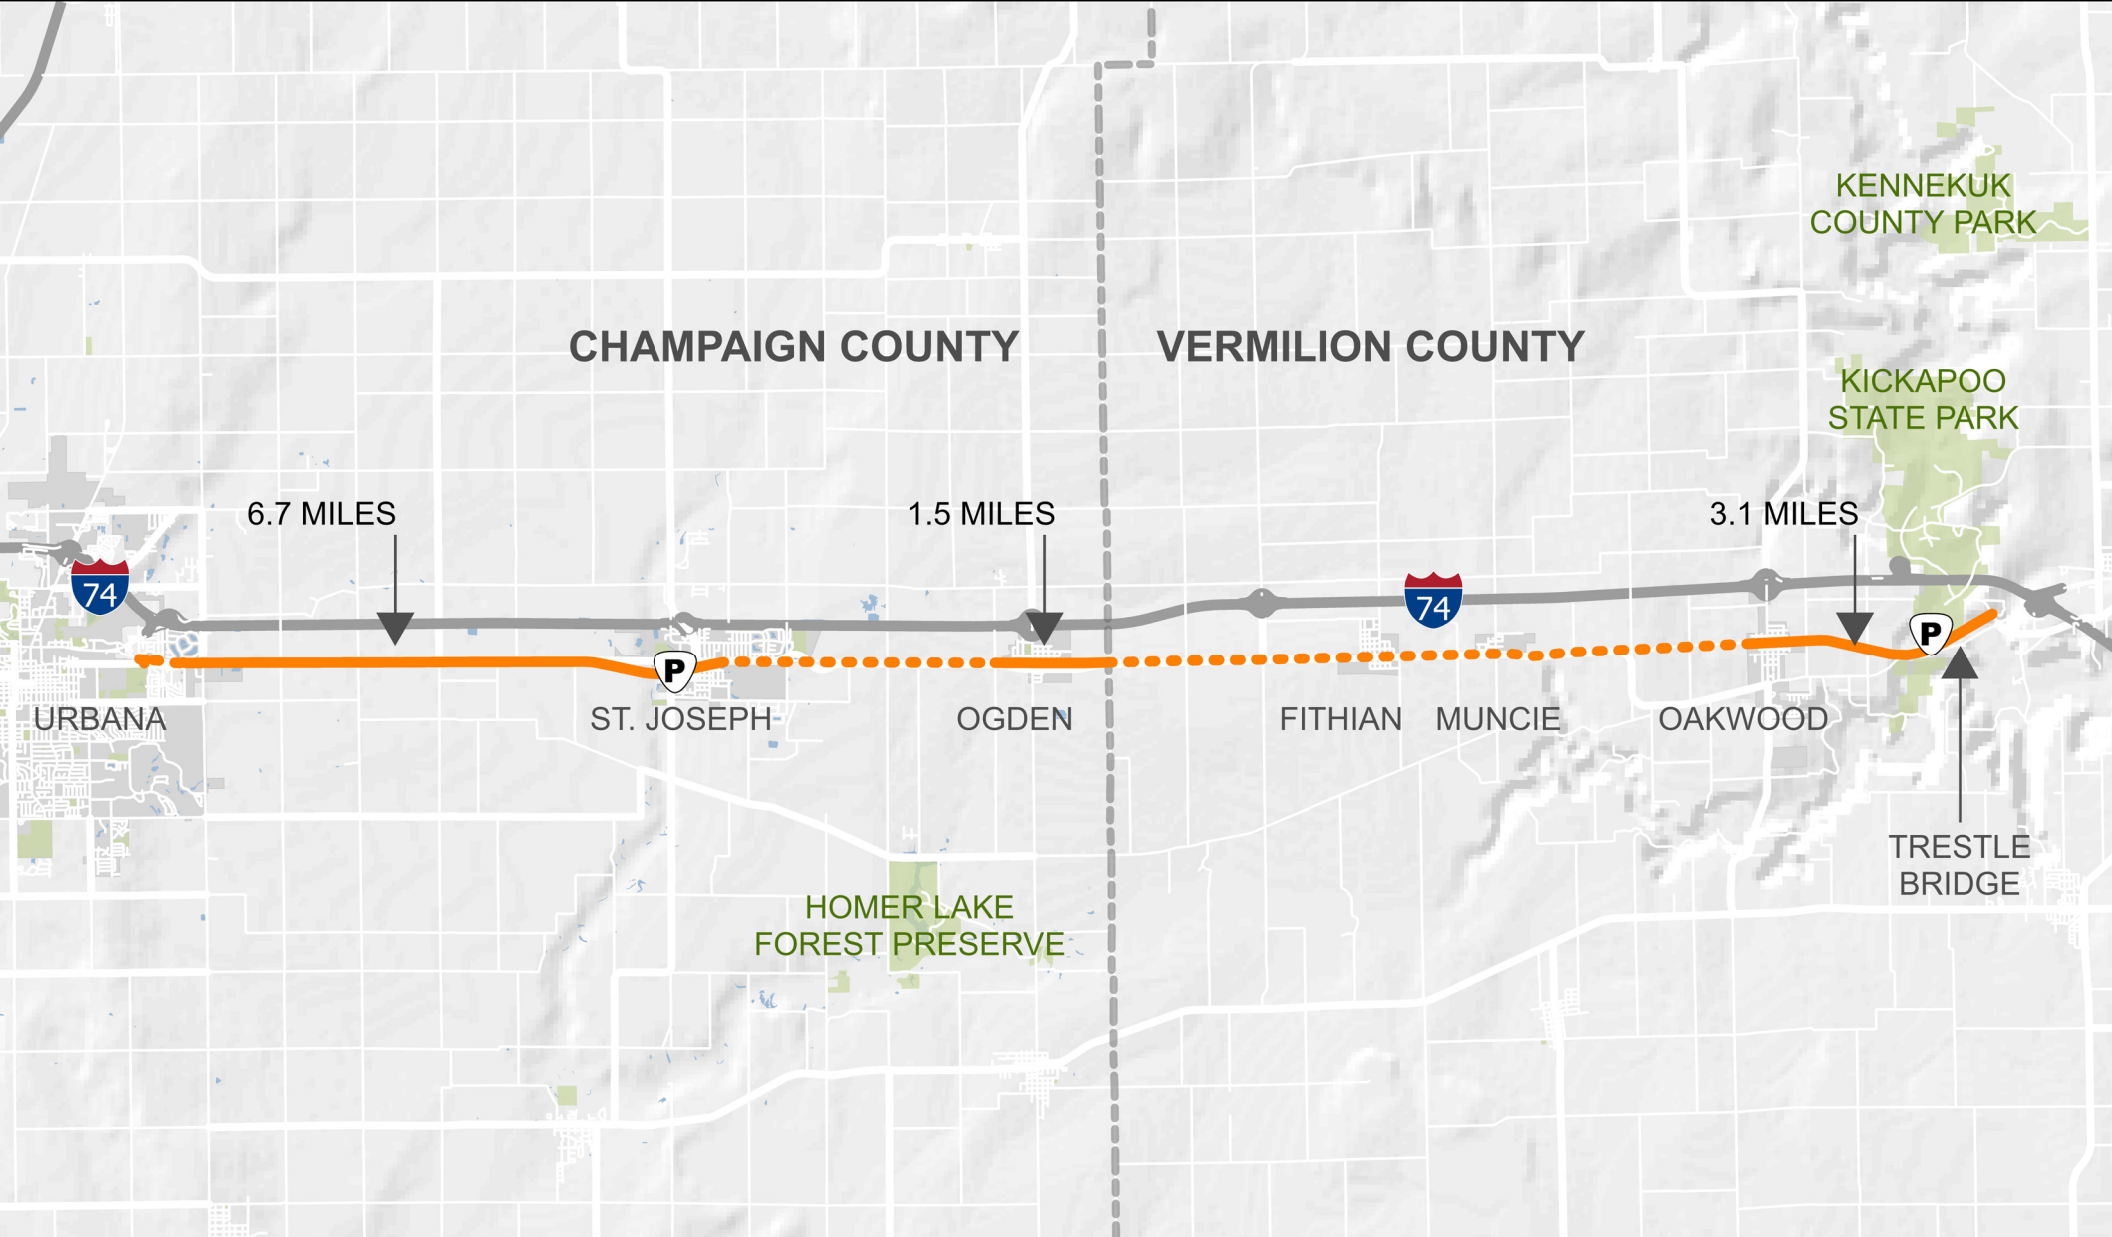 KENNEKUK
COUNTY PARK
CHAMPAIGN COUNTY
VERMILION COUNTY
KICKAPOO
STATE PARK
6.7 MILES
1.5 MILES
3.1 MILES
74
74
P
P
URBANA
ST. JOSEPH
OGDEN
FITHIAN
MUNCIE
OAKWOOD
TRESTLE
BRIDGE
HOMER LAKE
FOREST PRESERVE